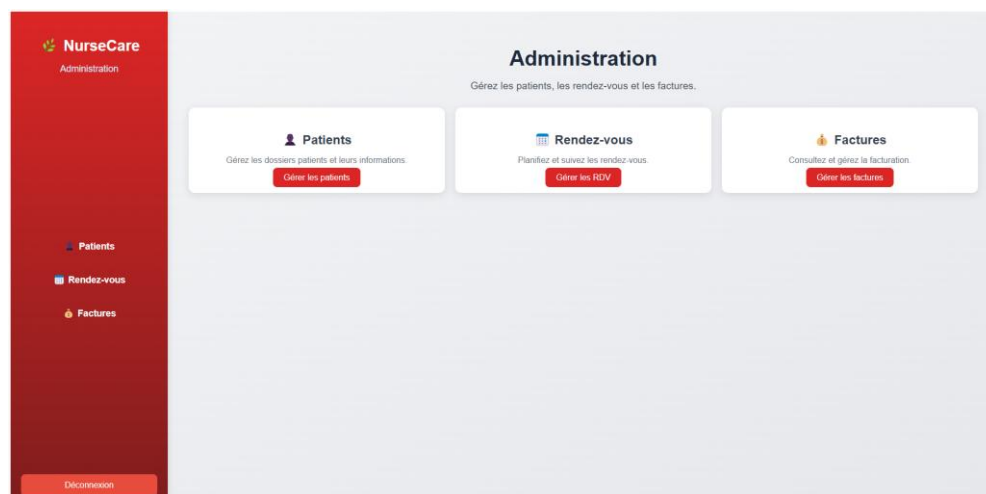 NurseCare
Administration
Patients
Rendez-vous
Factures
Déconnexion
Administration
Gérez les patients, les rendez-vous et les factures.
Patients
Gérez les dossiers patients et leurs informations.
Gérer les patients
Rendez-vous
Planifiez et suivez les rendez-vous.
Gérer les RDV
Factures
Consultez et gérez la facturation.
Gérer les factures